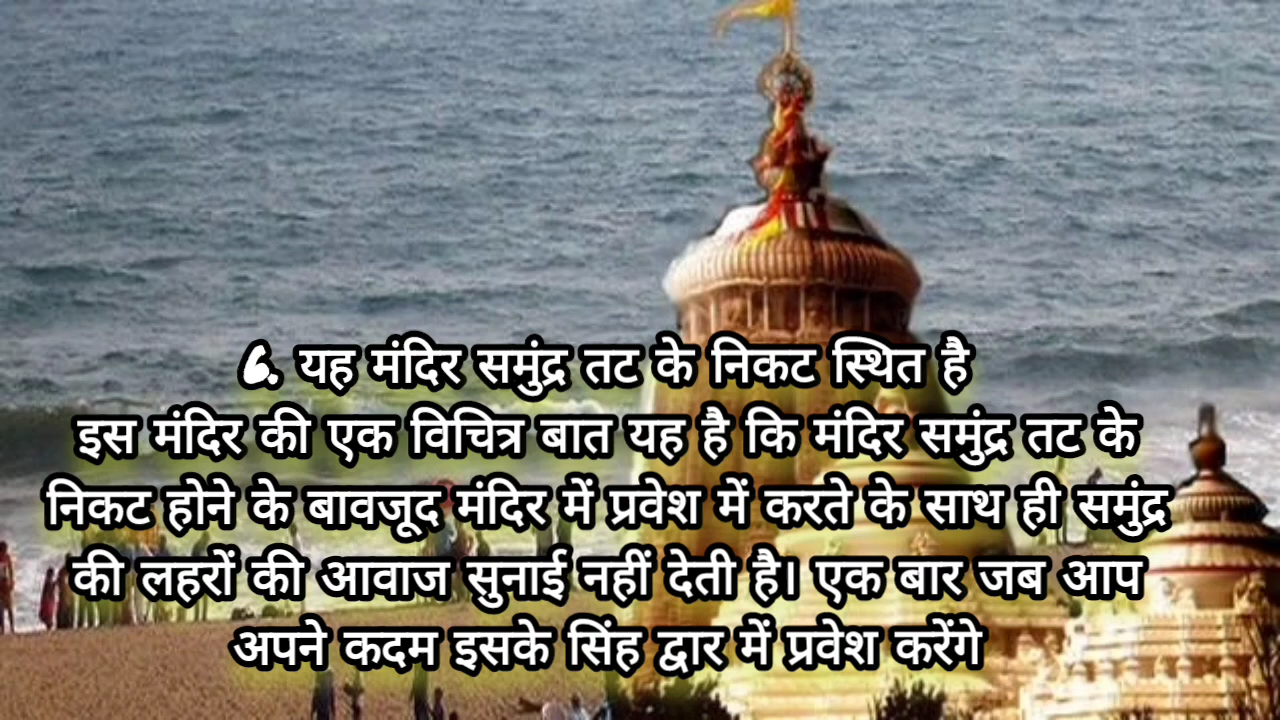 6. यह मंदिर समुंद्र तट के निकट स्थित है
इस मंदिर की एक विचित्र बात यह है कि मंदिर समुंद्र तट के
निकट होने के बावजूद मंदिर में प्रवेश में करते के साथ ही समुंद्र
की लहरों की आवाज सुनाई नहीं देती है। एक बार जब आप
अपने कदम इसके सिंह द्वार में प्रवेश करेंगे